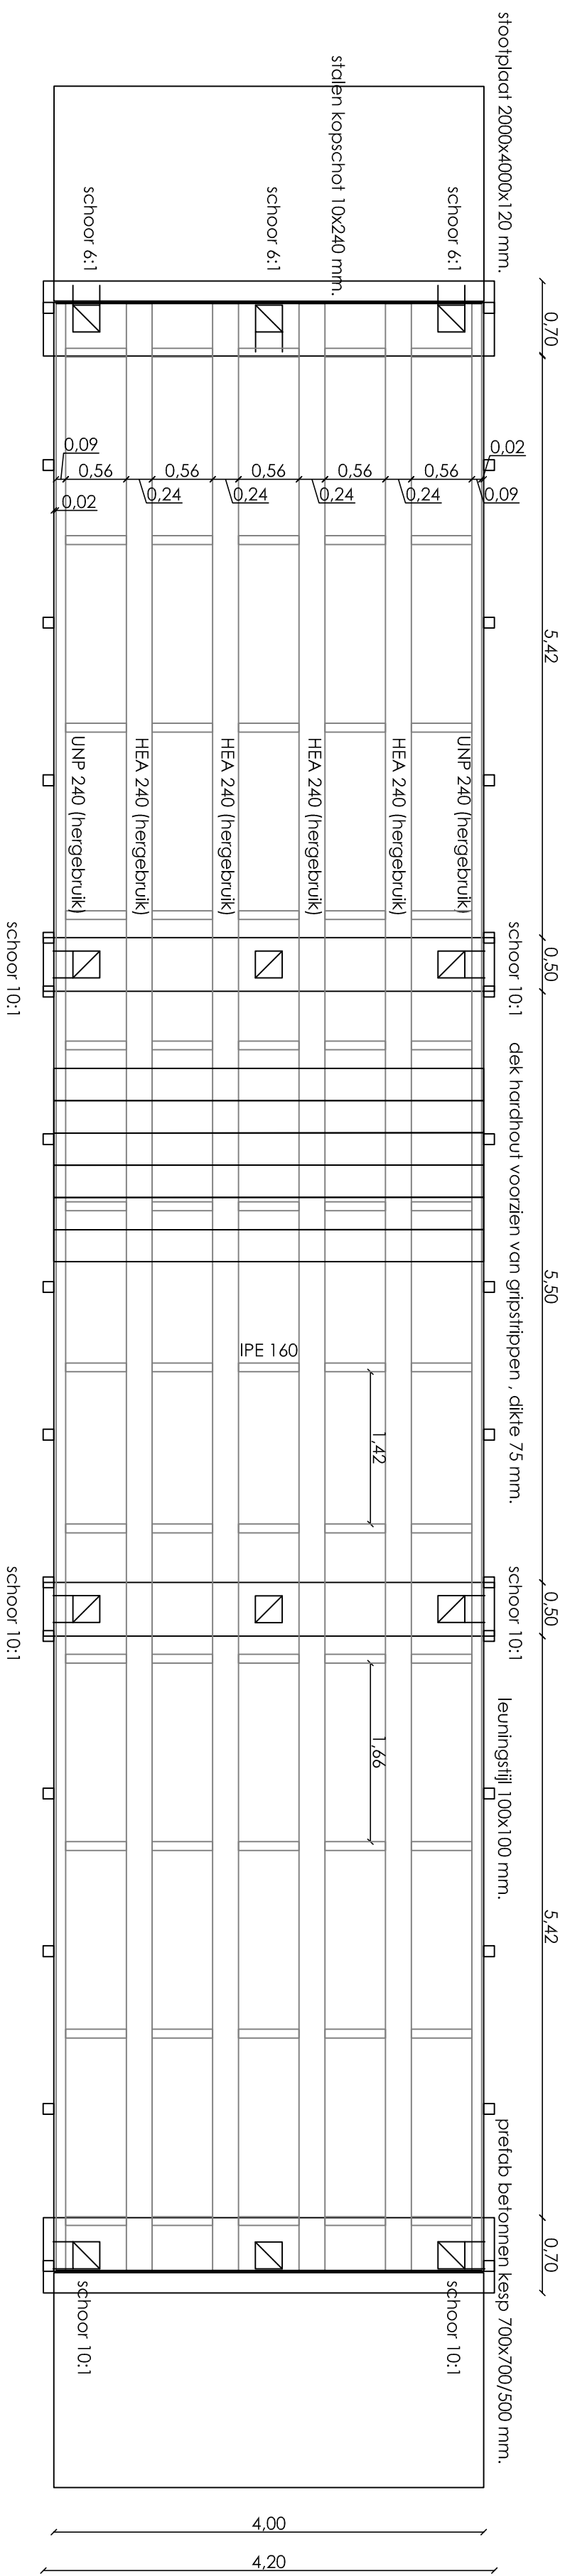 stootplaat 2000x4000x120 mm.
stalen kopschot 10x240 mm.
schoor 6:1
schoor 6:1
schoor 6:1
0,70
0,09
0,56
0,56
0,56
0,56
0,56
0,02
0,24
0,24
0,24
0,24
0,09
0,02
5,42
UNP 240 (hergebruik)
HEA 240 (hergebruik)
HEA 240 (hergebruik)
HEA 240 (hergebruik)
HEA 240 (hergebruik)
UNP 240 (hergebruik)
schoor 10:1
schoor 10:1
0,50
dek hardhout voorzien van gripstrippen , dikte 75 mm.
5,50
IPE 160
1,42
schoor 10:1
schoor 10:1
0,50
1,66
leuningstijl 100x100 mm.
5,42
prefab betonnen kesp 700x700/500 mm.
0,70
schoor 10:1
schoor 10:1
4,00
4,20